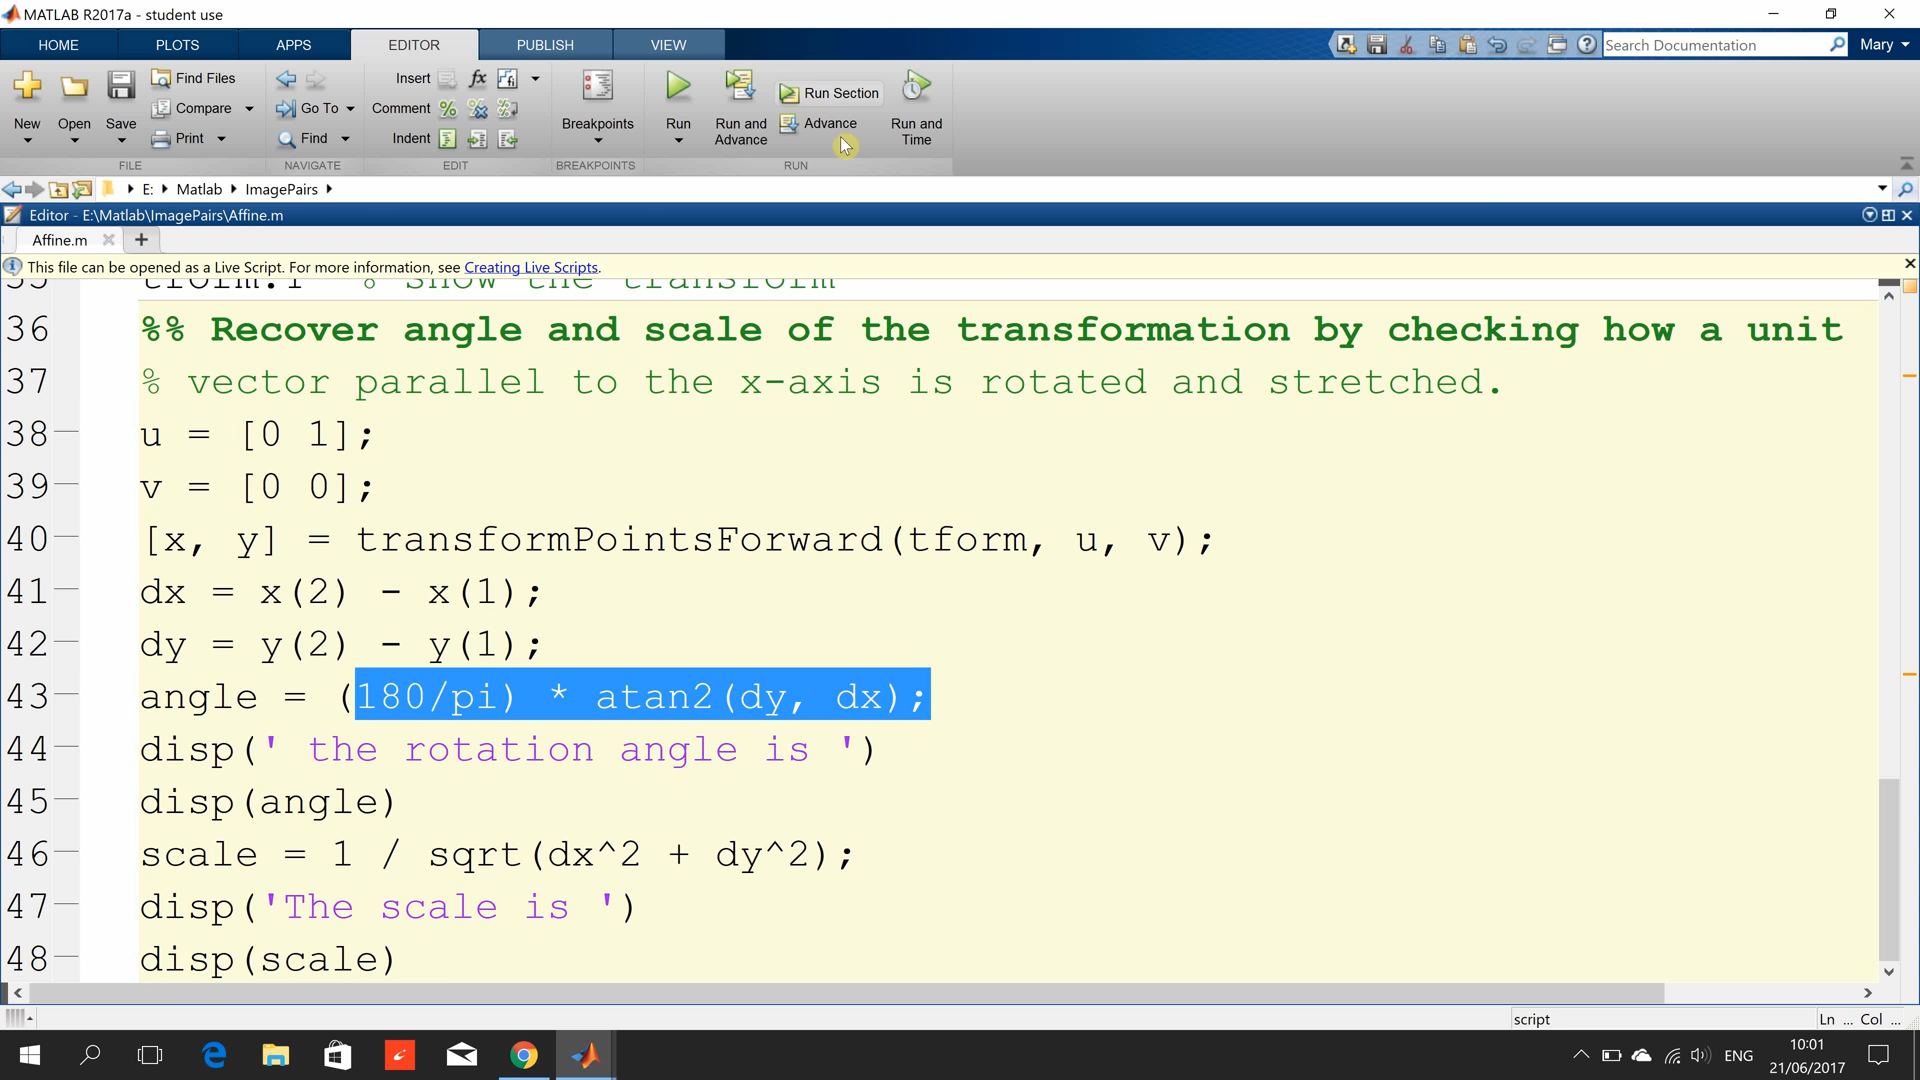 MATLAB R2017a - student use
HOME PLOTS APPS EDITOR PUBLISH VIEW
Search Documentation Mary
Find Files Insert fx
Run Section
Compare Go To Comment
New Open Save Breakpoints Run Run and Advance Advance Run and Time
Print Find Indent
FILE NAVIGATE EDIT BREAKPOINTS RUN
E: Matlab ImagePairs
Editor - E:\Matlab\ImagePairs\Affine.m
Affine.m
This file can be opened as a Live Script. For more information, see Creating Live Scripts.
35 tform.T % Show the transform
36 %% Recover angle and scale of the transformation by checking how a unit
37 % vector parallel to the x-axis is rotated and stretched.
38 u = [0 1];
39 v = [0 0];
40 [x, y] = transformPointsForward(tform, u, v);
41 dx = x(2) - x(1);
42 dy = y(2) - y(1);
43 angle = (180/pi) * atan2(dy, dx);
44 disp(' the rotation angle is ')
45 disp(angle)
46 scale = 1 / sqrt(dx^2 + dy^2);
47 disp('The scale is ')
48 disp(scale)
script Ln ... Col ...
ENG
10:01
21/06/2017